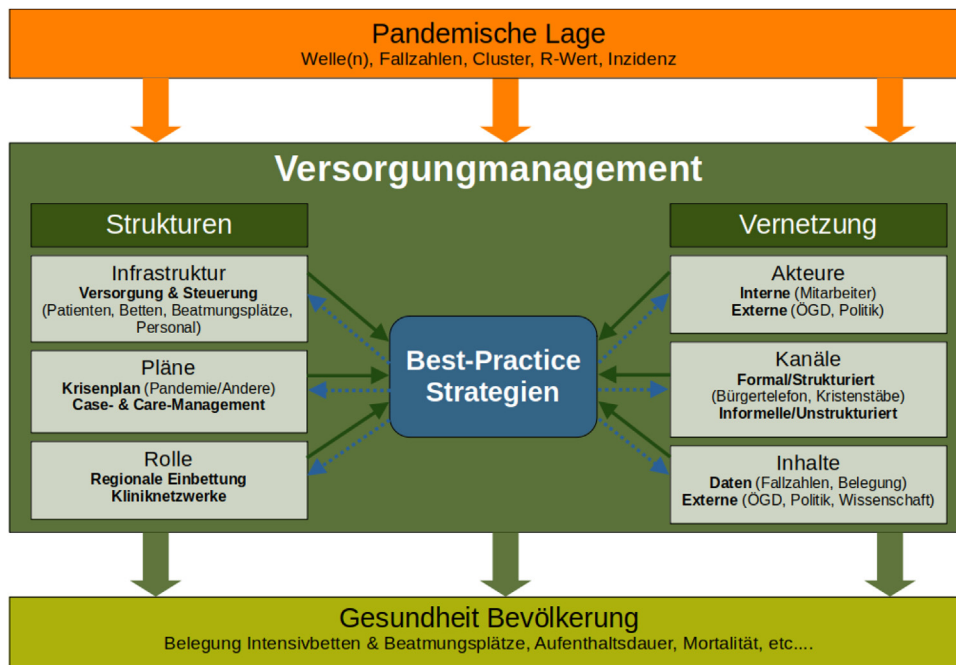 Pandemische Lage
Welle(n), Fallzahlen, Cluster, R-Wert, Inzidenz
Versorgungmanagement
Strukturen
Infrastruktur
Versorgung & Steuerung
(Patienten, Betten, Beatmungsplätze,
Personal)
Pläne
Krisenplan (Pandemie/Andere)
Case- & Care-Management
Rolle
Regionale Einbettung
Kliniknetzwerke
Best-Practice
Strategien
Vernetzung
Akteure
Interne (Mitarbeiter)
Externe (ÖGD, Politik)
Kanäle
Formal/Strukturiert
(Bürgertelefon, Kristenstäbe)
Informelle/Unstrukturiert
Inhalte
Daten (Fallzahlen, Belegung)
Externe (ÖGD, Politik, Wissenschaft)
Gesundheit Bevölkerung
Belegung Intensivbetten & Beatmungsplätze, Aufenthaltsdauer, Mortalität, etc....